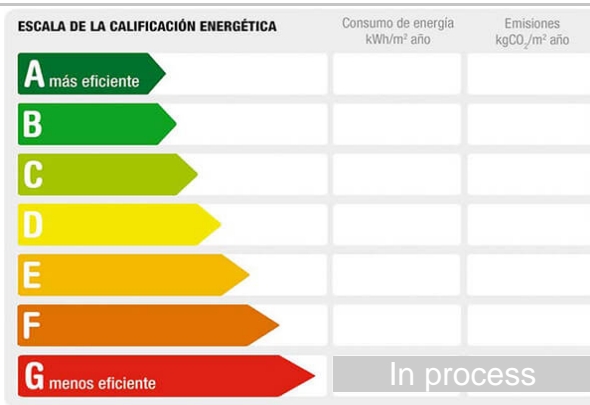 ESCALA DE LA CALIFICACIÓN ENERGÉTICA
Consumo de energía
kWh/m² año
Emisiones
kgCO₂/m² año
A más eficiente
B
C
D
E
F
G menos eficiente
In process